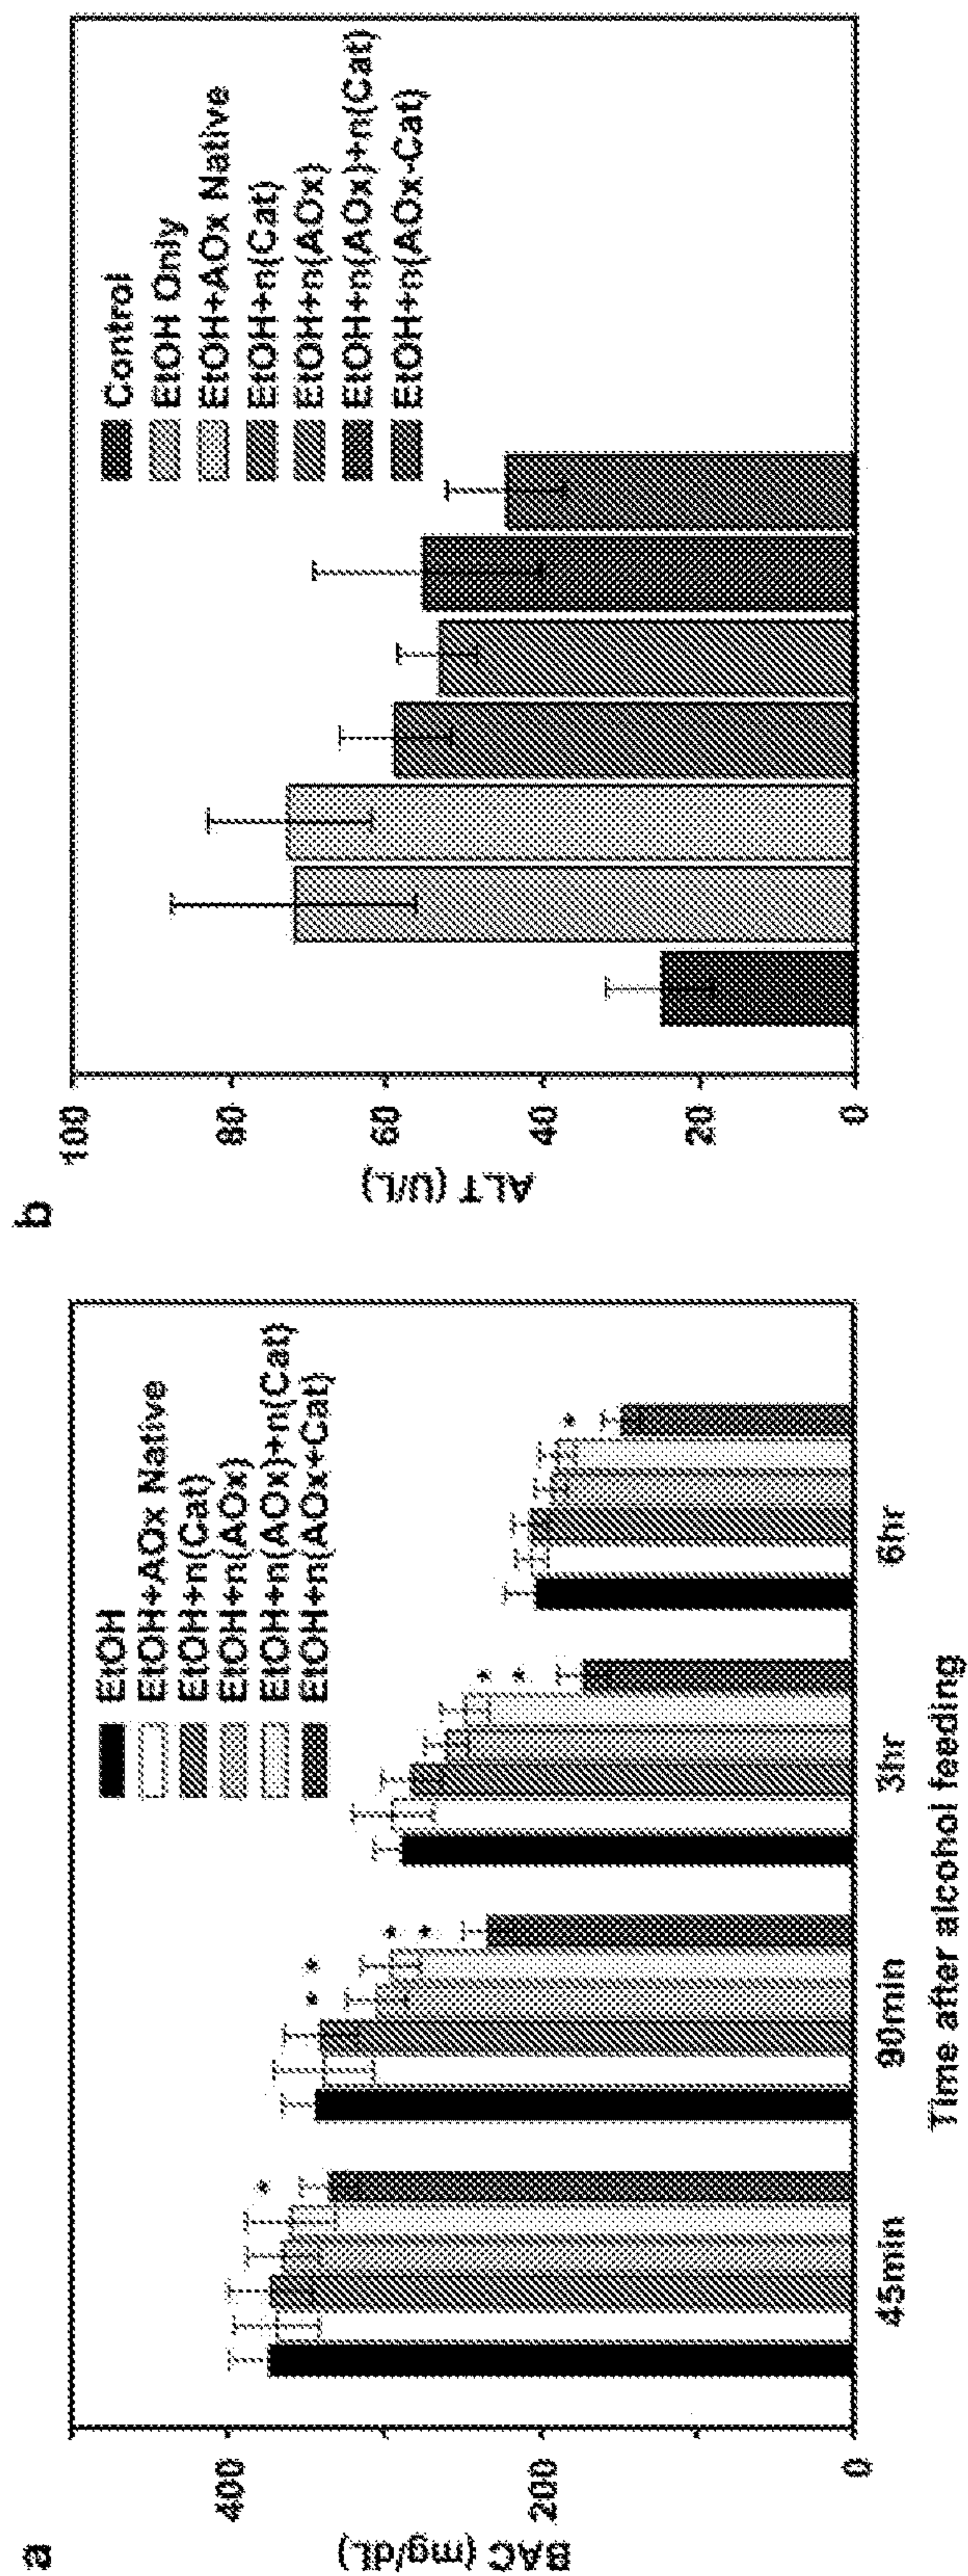 a
BAC (mg/dL)
400
200
0
EtOH
EtOH+AOx Native
EtOH+n(Cat)
EtOH+n(AOx)
EtOH+n(AOx)+n(Cat)
EtOH+n(AOx+Cat)
*
* *
* *
* *
*
45min 90min 3hr 6hr
Time after alcohol feeding
b
ALT (U/L)
100
80
60
40
20
0
Control
EtOH Only
EtOH+AOx Native
EtOH+n(Cat)
EtOH+n(AOx)
EtOH+n(AOx)+n(Cat)
EtOH+n(AOx-Cat)